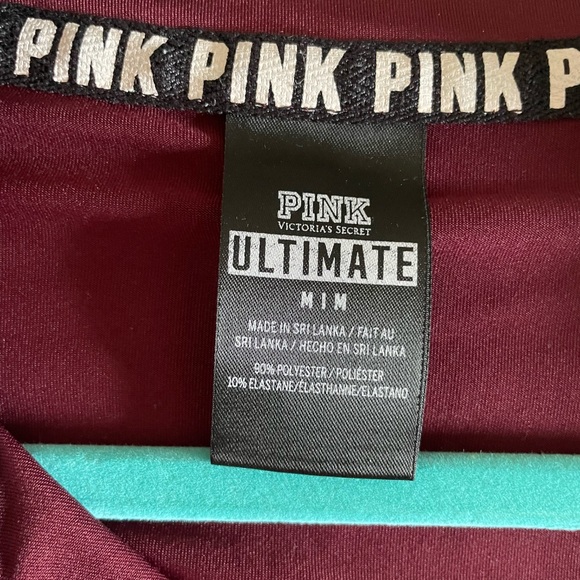 PINK PINK PINK P
PINK
VICTORIA'S SECRET
ULTIMATE
M | M
MADE IN SRI LANKA / FAIT AU
SRI LANKA / HECHO EN SRI LANKA
90% POLYESTER / POLIÉSTER
10% ELASTANE/ÉLASTHANNE/ELASTANO